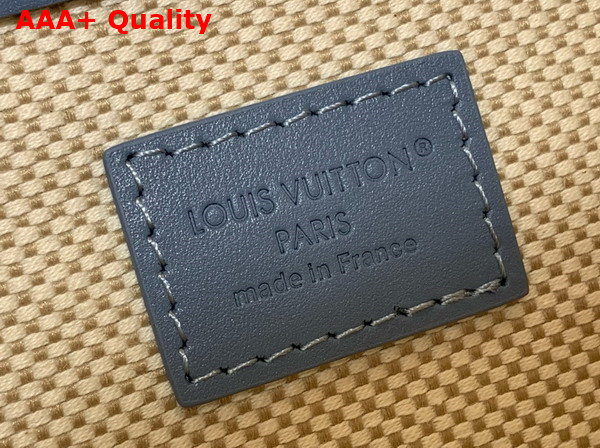 AAA+ Quality
LOUIS VUITTON®
PARIS
made in France